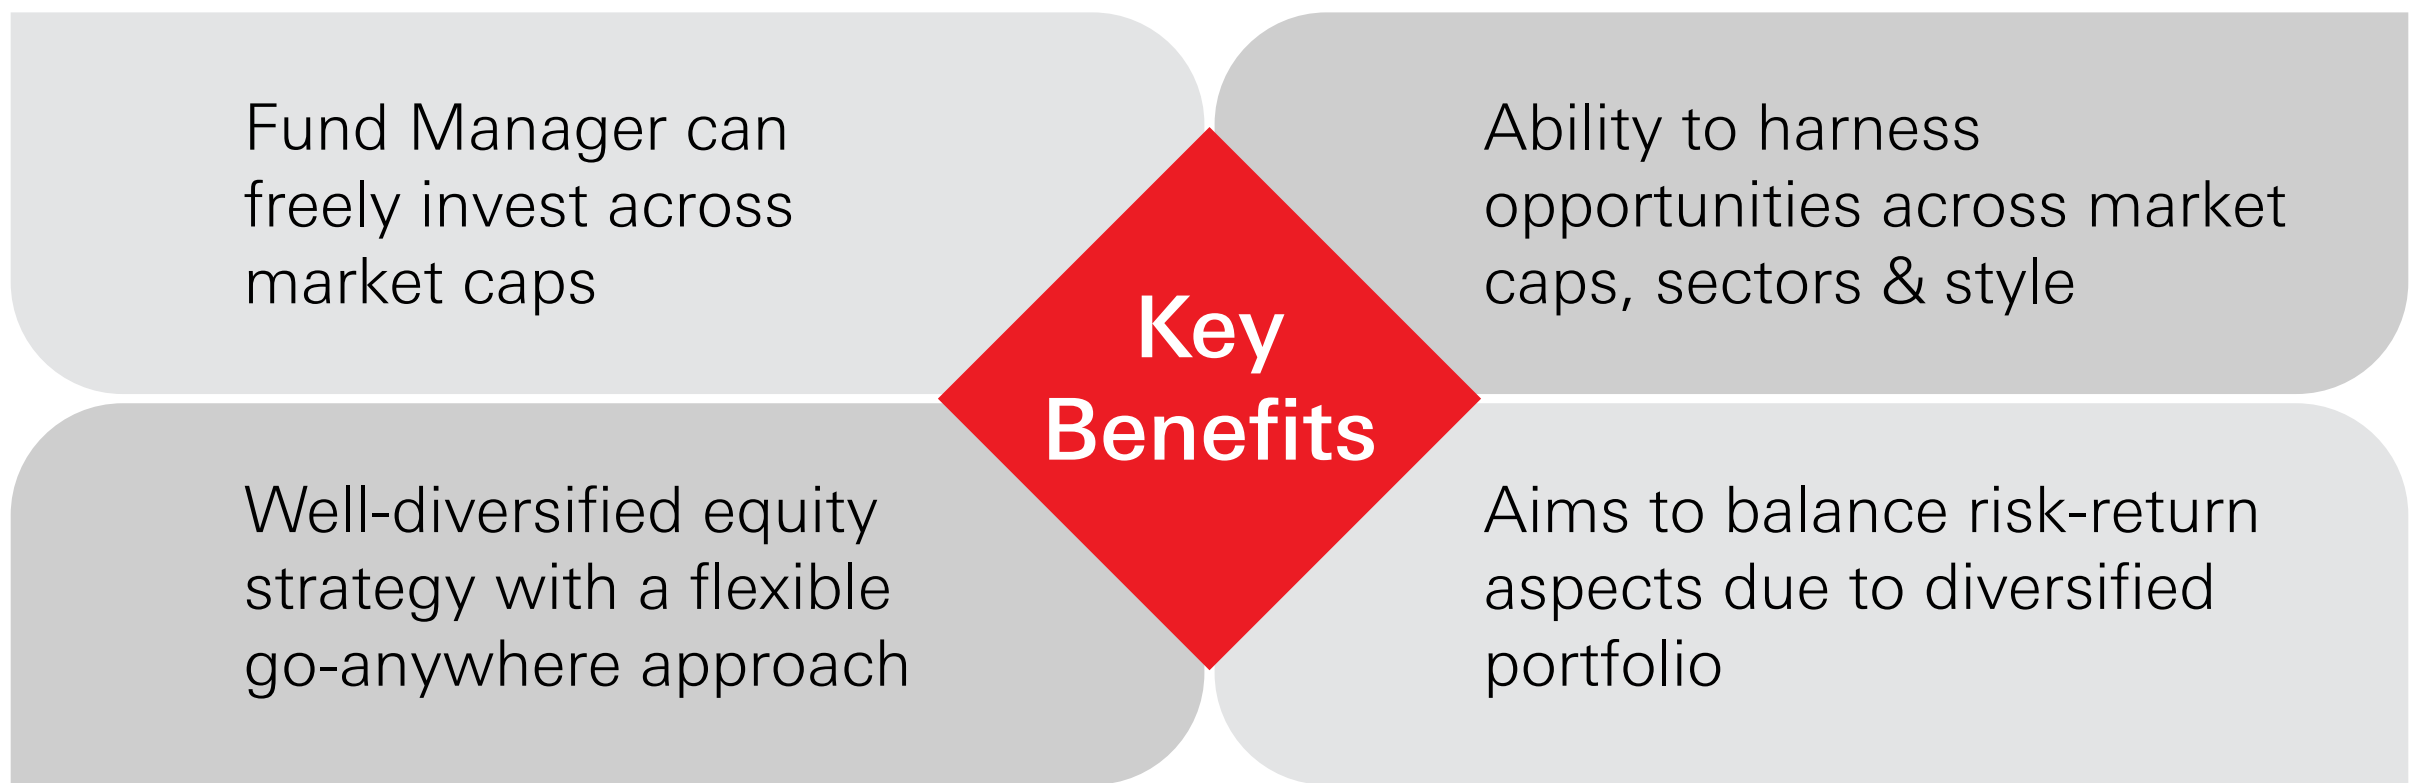 Fund Manager can
freely invest across
market caps
Ability to harness
opportunities across market
caps, sectors & style
Key
Benefits
Well-diversified equity
strategy with a flexible
go-anywhere approach
Aims to balance risk-return
aspects due to diversified
portfolio